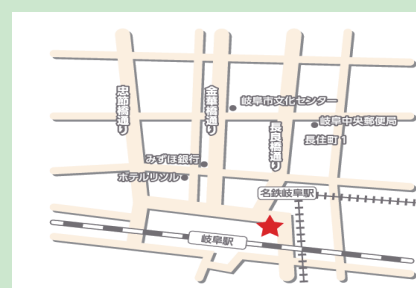 忠節橋通り
金華橋通り
長良橋通り
岐阜市文化センター
岐阜中央郵便局
長住町1
みずほ銀行
ホテルリソル
名鉄岐阜駅
岐阜駅